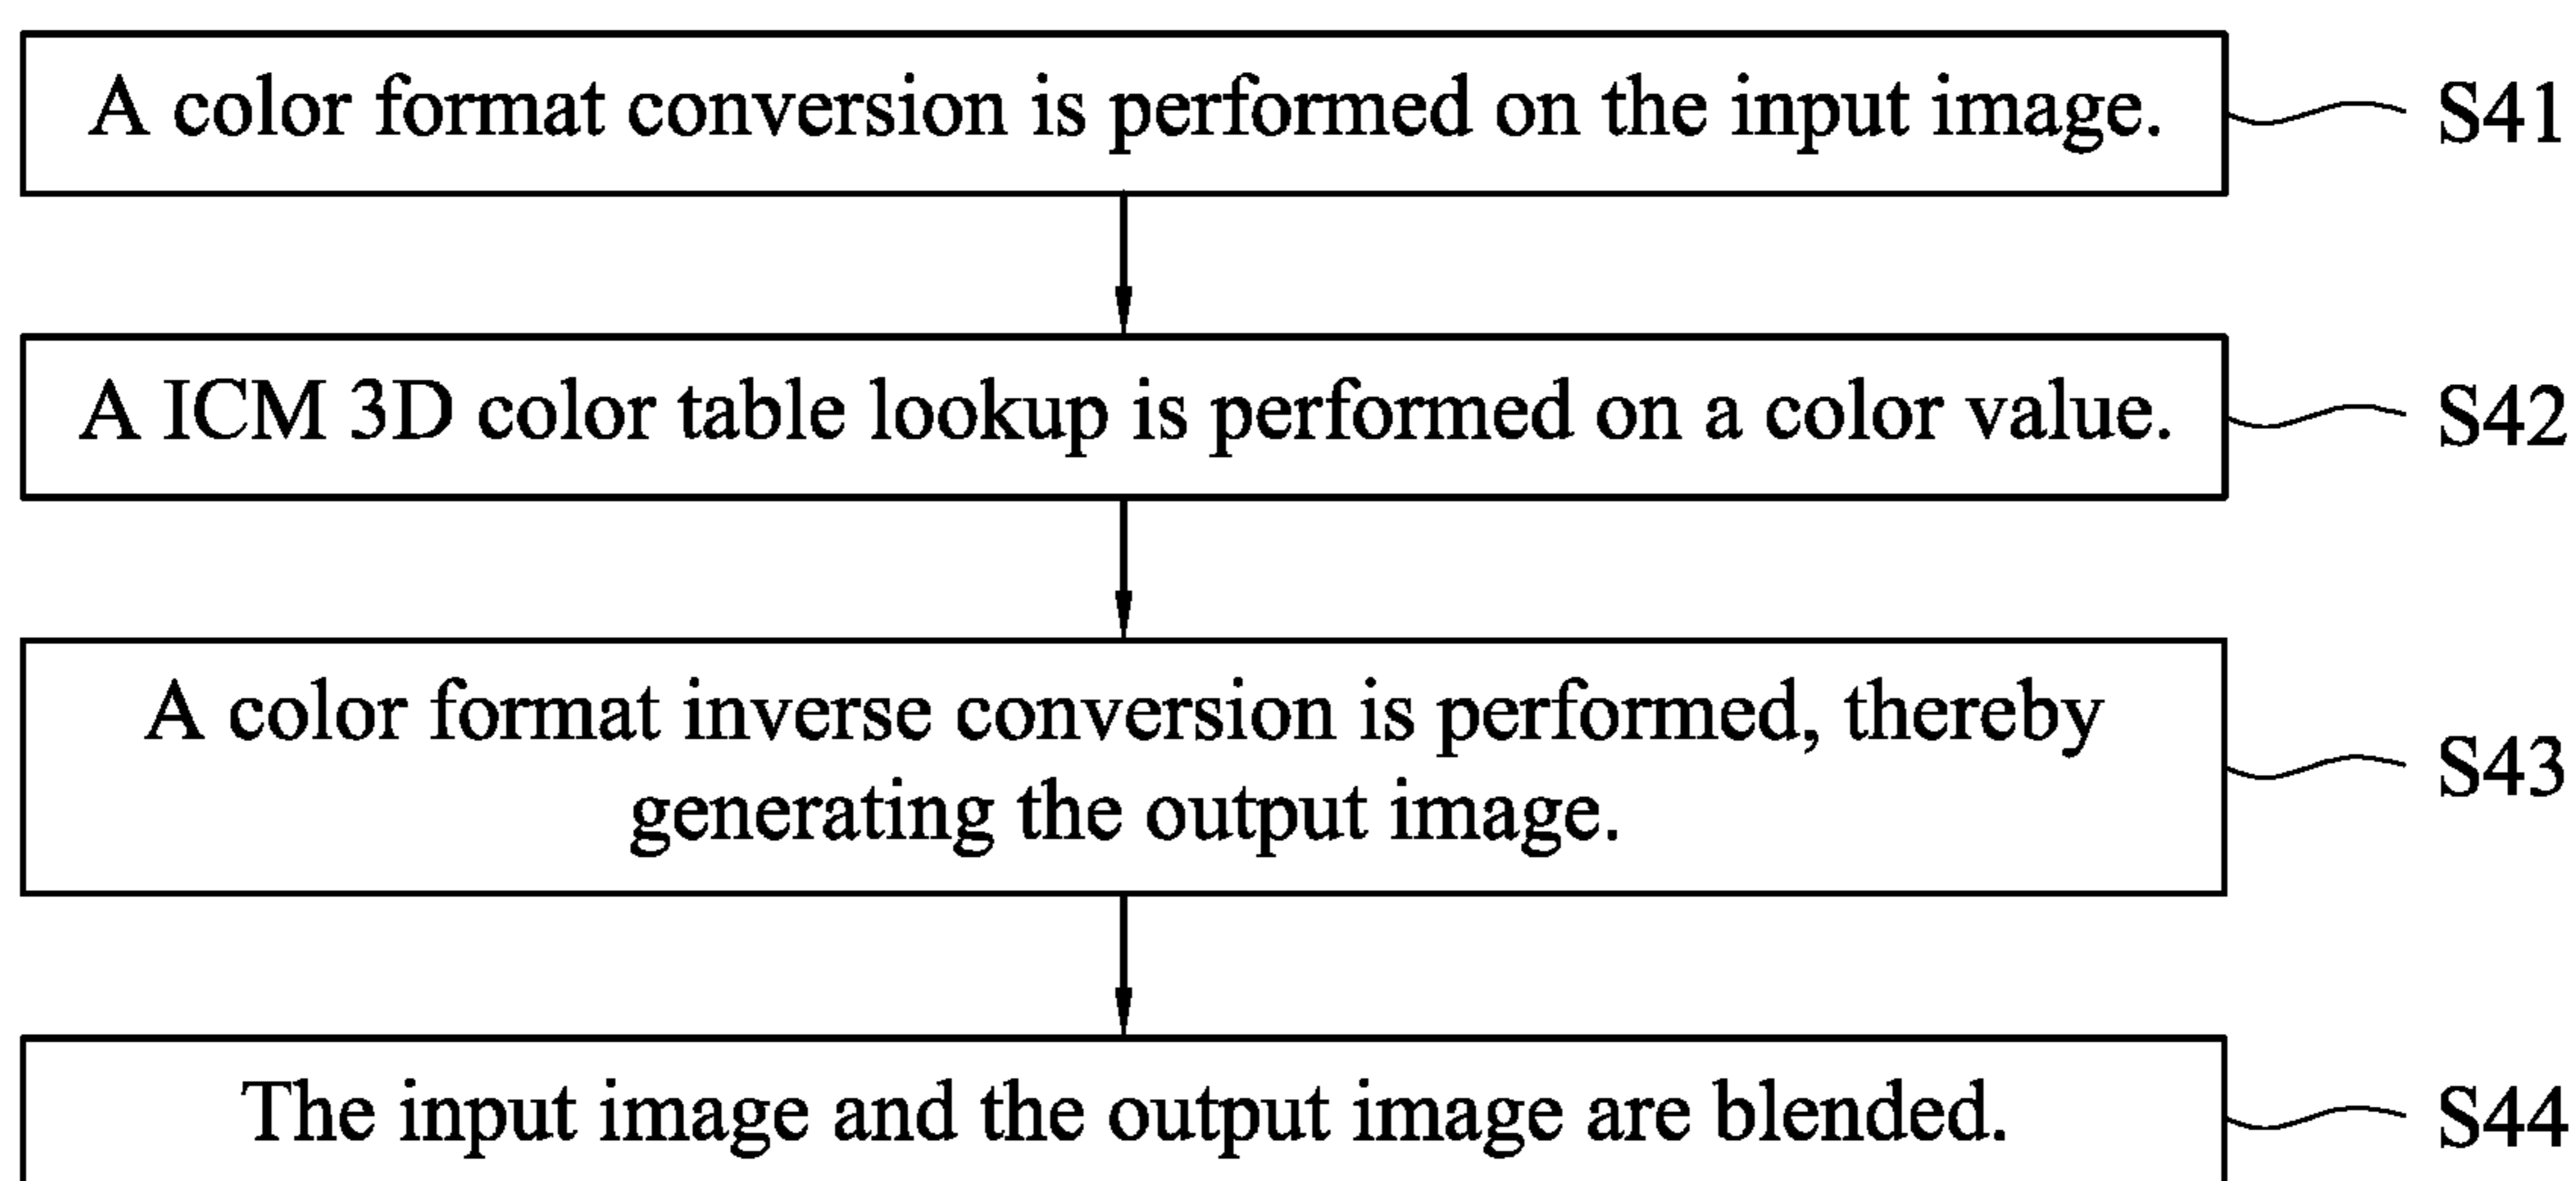 A color format conversion is performed on the input image.
S41
A ICM 3D color table lookup is performed on a color value.
S42
A color format inverse conversion is performed, thereby
generating the output image.
S43
The input image and the output image are blended.
S44